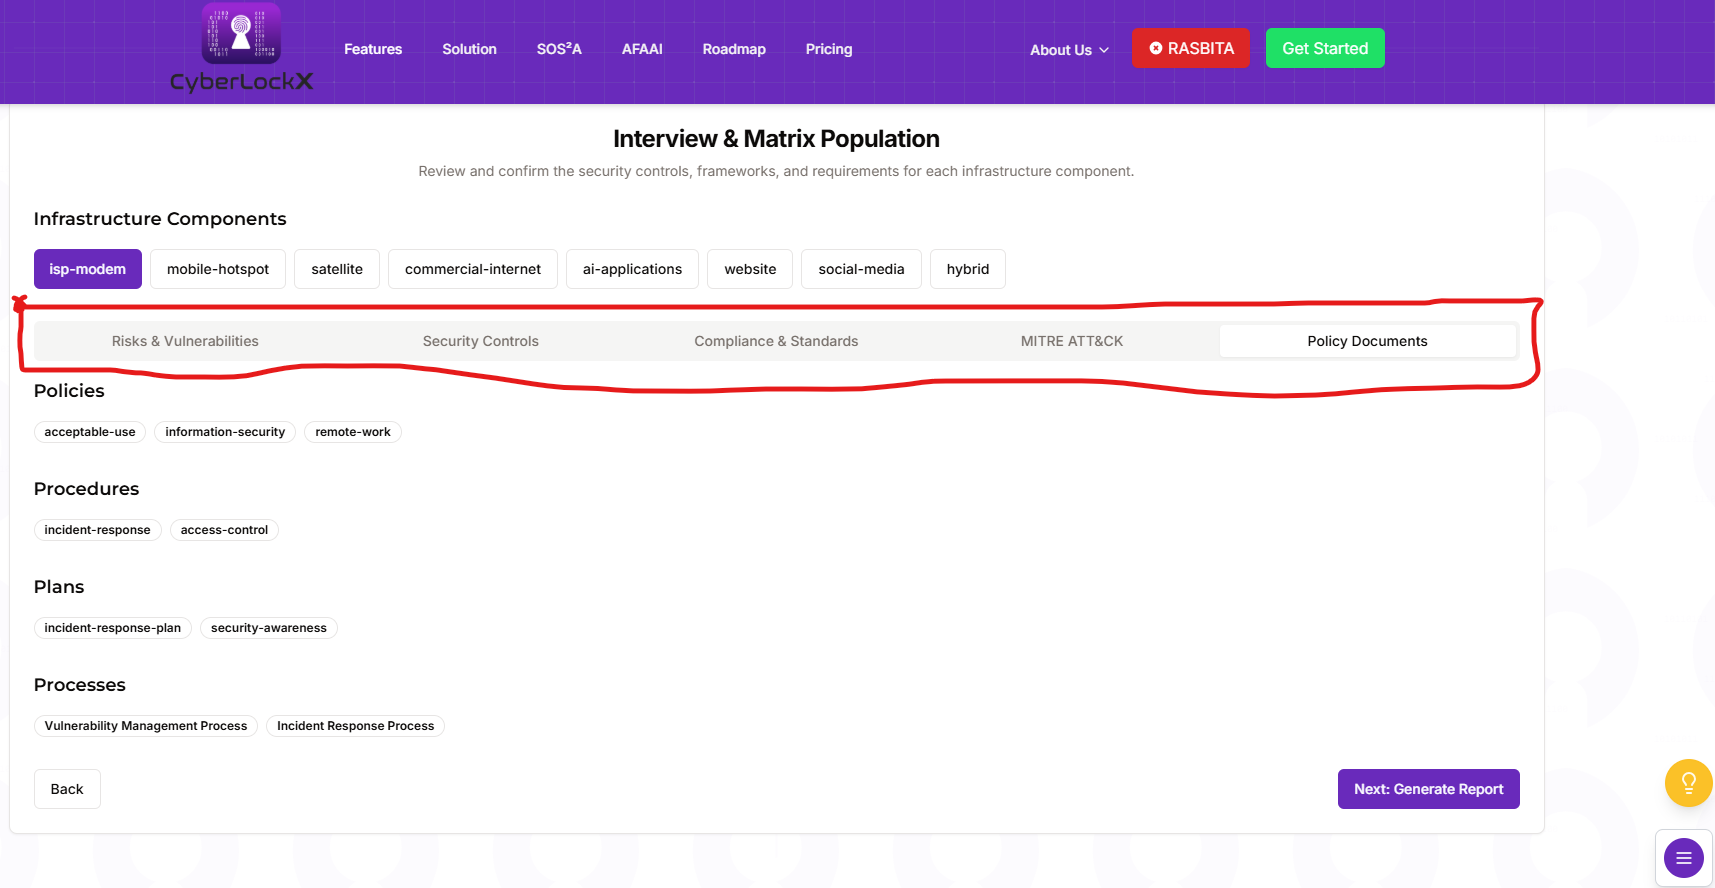 CyberLockX
Features Solution SOS²A AFAAI Roadmap Pricing About Us RASBITA Get Started
Interview & Matrix Population
Review and confirm the security controls, frameworks, and requirements for each infrastructure component.
Infrastructure Components
isp-modem mobile-hotspot satellite commercial-internet ai-applications website social-media hybrid
Risks & Vulnerabilities Security Controls Compliance & Standards MITRE ATT&CK Policy Documents
Policies
acceptable-use information-security remote-work
Procedures
incident-response access-control
Plans
incident-response-plan security-awareness
Processes
Vulnerability Management Process Incident Response Process
Back Next: Generate Report